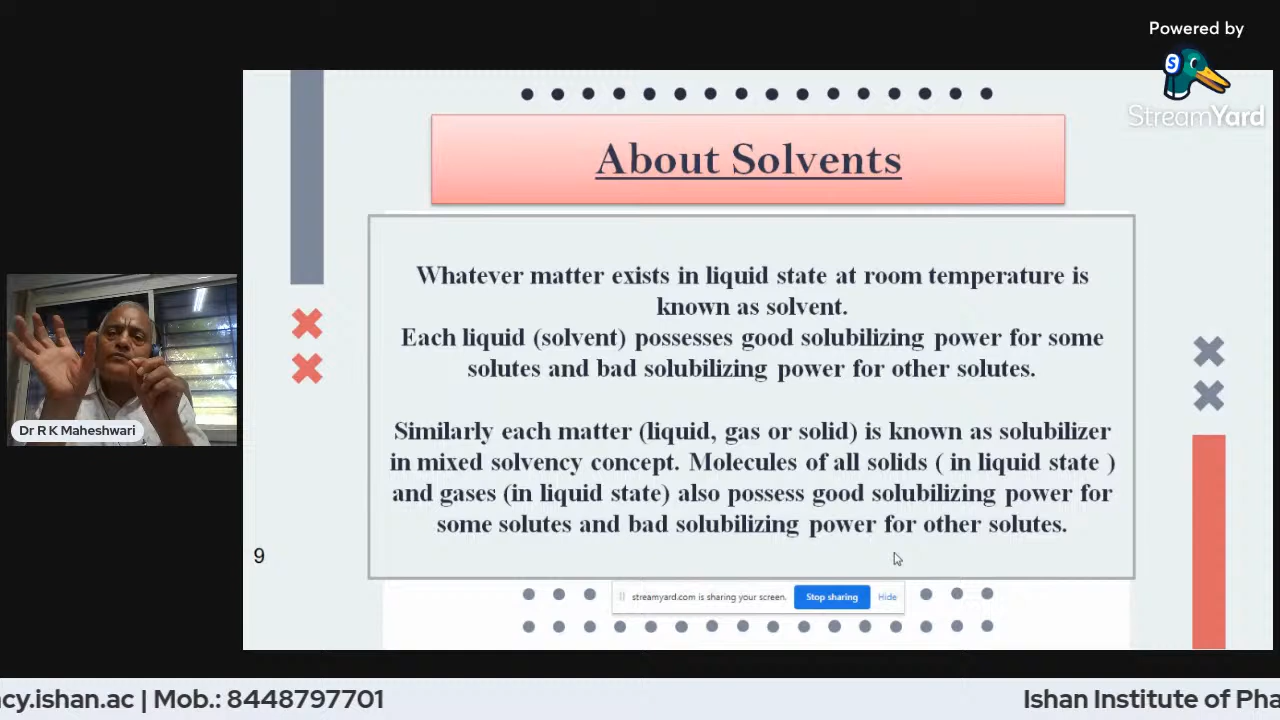 Powered by
StreamYard
About Solvents
Whatever matter exists in liquid state at room temperature is
known as solvent.
Each liquid (solvent) possesses good solubilizing power for some
solutes and bad solubilizing power for other solutes.
Similarly each matter (liquid, gas or solid) is known as solubilizer
in mixed solvency concept. Molecules of all solids ( in liquid state )
and gases (in liquid state) also possess good solubilizing power for
some solutes and bad solubilizing power for other solutes.
Dr R K Maheshwari
9
streamyard.com is sharing your screen.
Stop sharing
Hide
cy.ishan.ac | Mob.: 8448797701
Ishan Institute of Pha